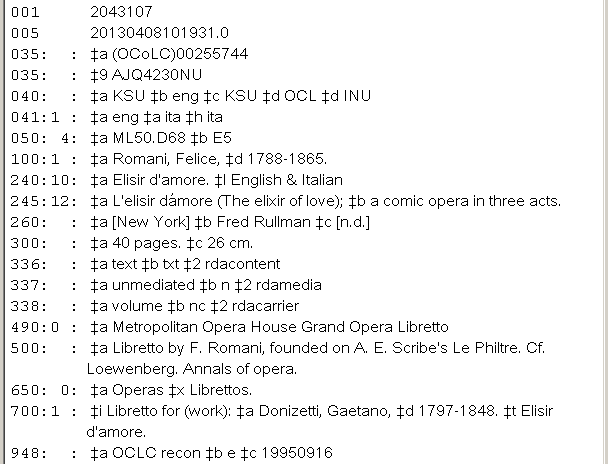 001 2043107
005 20130408101931.0
035: : ‡a (OCoLC)00255744
035: : ‡9 AJQ4230NU
040: : ‡a KSU ‡b eng ‡c KSU ‡d OCL ‡d INU
041:1 : ‡a eng ‡a ita ‡h ita
050: 4: ‡a ML50.D68 ‡b E5
100:1 : ‡a Romani, Felice, ‡d 1788-1865.
240:10: ‡a Elisir d'amore. ‡l English & Italian
245:12: ‡a L'elisir dámore (The elixir of love); ‡b a comic opera in three acts.
260: : ‡a [New York] ‡b Fred Rullman ‡c [n.d.]
300: : ‡a 40 pages. ‡c 26 cm.
336: : ‡a text ‡b txt ‡2 rdacontent
337: : ‡a unmediated ‡b n ‡2 rdamedia
338: : ‡a volume ‡b nc ‡2 rdacarrier
490:0 : ‡a Metropolitan Opera House Grand Opera Libretto
500: : ‡a Libretto by F. Romani, founded on A. E. Scribe's Le Philtre. Cf.
Loewenberg. Annals of opera.
650: 0: ‡a Operas ‡x Librettos.
700:1 : ‡i Libretto for (work): ‡a Donizetti, Gaetano, ‡d 1797-1848. ‡t Elisir
d'amore.
948: : ‡a OCLC recon ‡b e ‡c 19950916